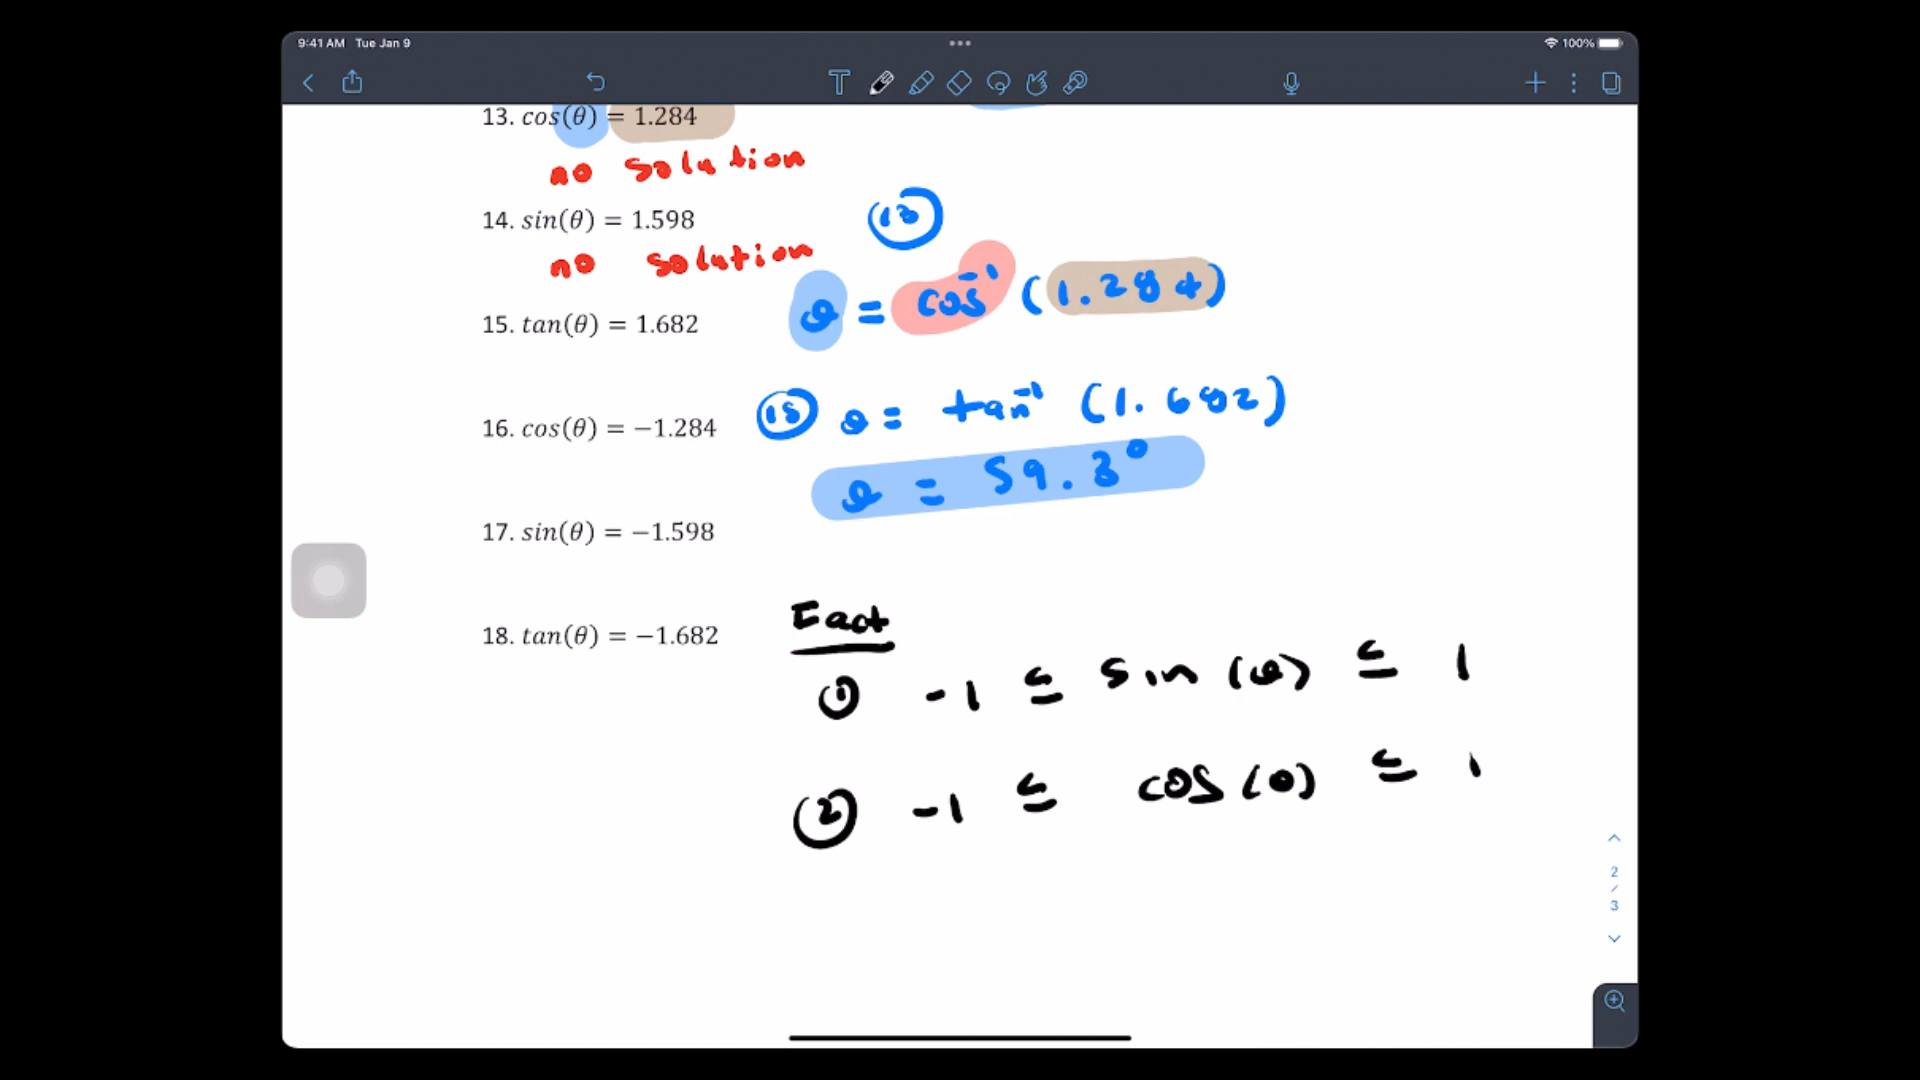 9:41 AM Tue Jan 9
100%
13. cos(θ) = 1.284
no solution
14. sin(θ) = 1.598
no solution
15. tan(θ) = 1.682
16. cos(θ) = −1.284
17. sin(θ) = −1.598
18. tan(θ) = −1.682
13
θ = cos⁻¹ (1.284)
15 θ = tan⁻¹ (1.682)
θ = 59.3°
Fact
1 -1 ≤ sin(θ) ≤ 1
2 -1 ≤ cos(θ) ≤ 1
2
/
3